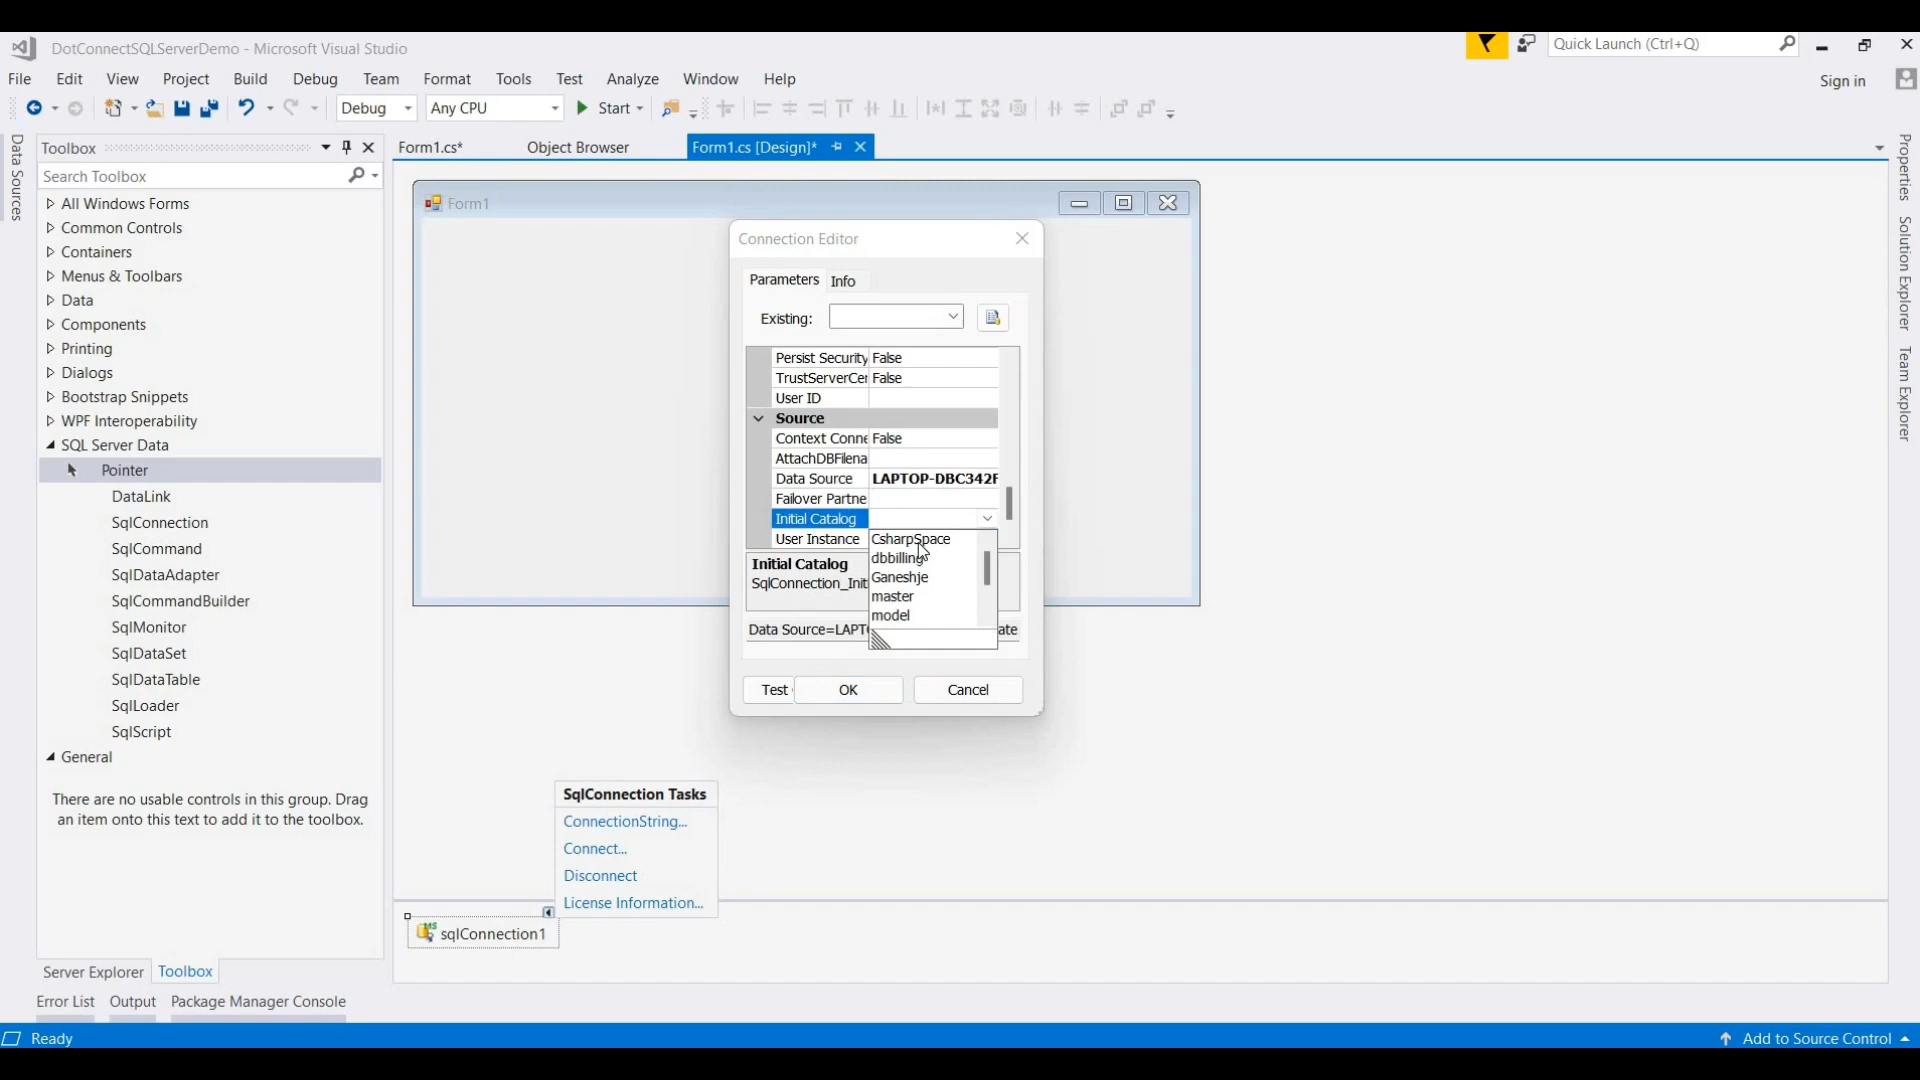 DotConnectSQLServerDemo - Microsoft Visual Studio
Quick Launch (Ctrl+Q)
File Edit View Project Build Debug Team Format Tools Test Analyze Window Help
Sign in
Debug Any CPU Start
Data Sources
Toolbox
Search Toolbox
All Windows Forms
Common Controls
Containers
Menus & Toolbars
Data
Components
Printing
Dialogs
Bootstrap Snippets
WPF Interoperability
SQL Server Data
Pointer
DataLink
SqlConnection
SqlCommand
SqlDataAdapter
SqlCommandBuilder
SqlMonitor
SqlDataSet
SqlDataTable
SqlLoader
SqlScript
General
There are no usable controls in this group. Drag
an item onto this text to add it to the toolbox.
Server Explorer Toolbox
Error List Output Package Manager Console
Form1.cs* Object Browser Form1.cs [Design]*
Form1
Connection Editor
Parameters Info
Existing:
Persist Security False
TrustServerCer False
User ID
Source
Context Conne False
AttachDBFilena
Data Source LAPTOP-DBC342F
Failover Partne
Initial Catalog
User Instance
CsharpSpace
dbbilling
Ganeshje
master
model
Initial Catalog
SqlConnection_Init
Data Source=LAPT ate
Test OK Cancel
SqlConnection Tasks
ConnectionString...
Connect...
Disconnect
License Information...
MS
sqlConnection1
Properties
Solution Explorer
Team Explorer
Ready
Add to Source Control